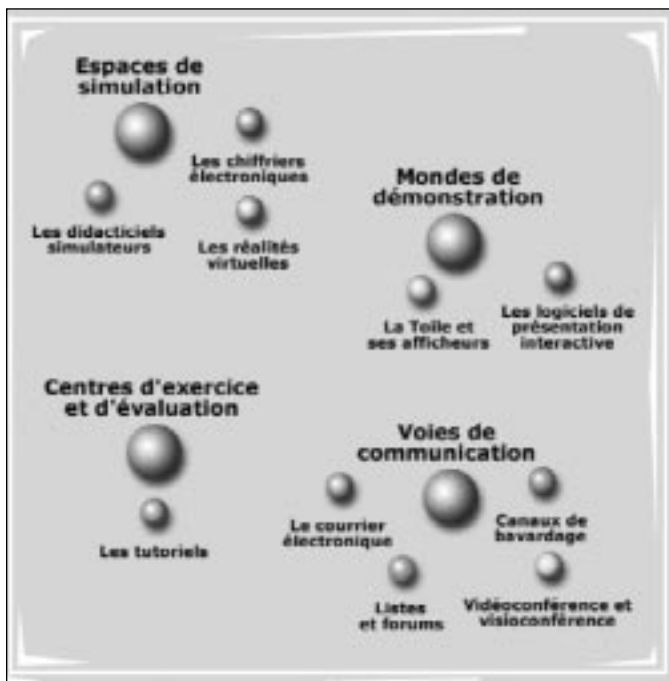 Espaces de
simulation
Les chiffriers
électroniques
Les didacticiels
simulateurs
Les réalités
virtuelles
Mondes de
démonstration
La Toile et
ses afficheurs
Les logiciels de
présentation
interactive
Centres d'exercice
et d'évaluation
Les tutoriels
Voies de
communication
Le courrier
électronique
Canaux de
bavardage
Listes
et forums
Vidéoconférence et
visioconférence